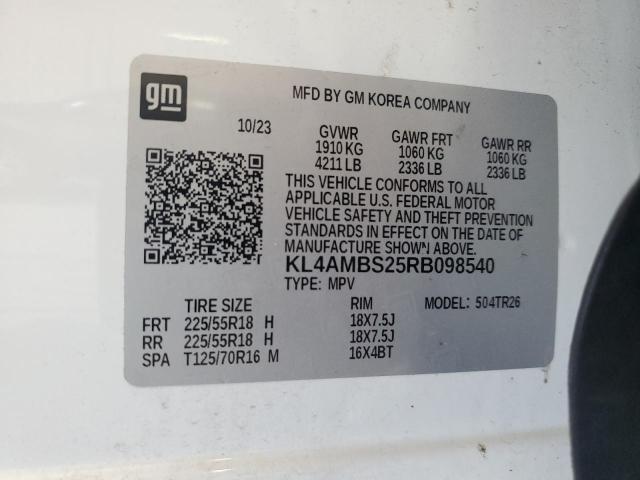 gm
MFD BY GM KOREA COMPANY
10/23 GVWR GAWR FRT GAWR RR
1910 KG 1060 KG 1060 KG
4211 LB 2336 LB 2336 LB
THIS VEHICLE CONFORMS TO ALL
APPLICABLE U.S. FEDERAL MOTOR
VEHICLE SAFETY AND THEFT PREVENTION
STANDARDS IN EFFECT ON THE DATE OF
MANUFACTURE SHOWN ABOVE.
KL4AMBS25RB098540
TYPE: MPV
TIRE SIZE RIM MODEL: 504TR26
FRT 225/55R18 H 18X7.5J
RR 225/55R18 H 18X7.5J
SPA T125/70R16 M 16X4BT